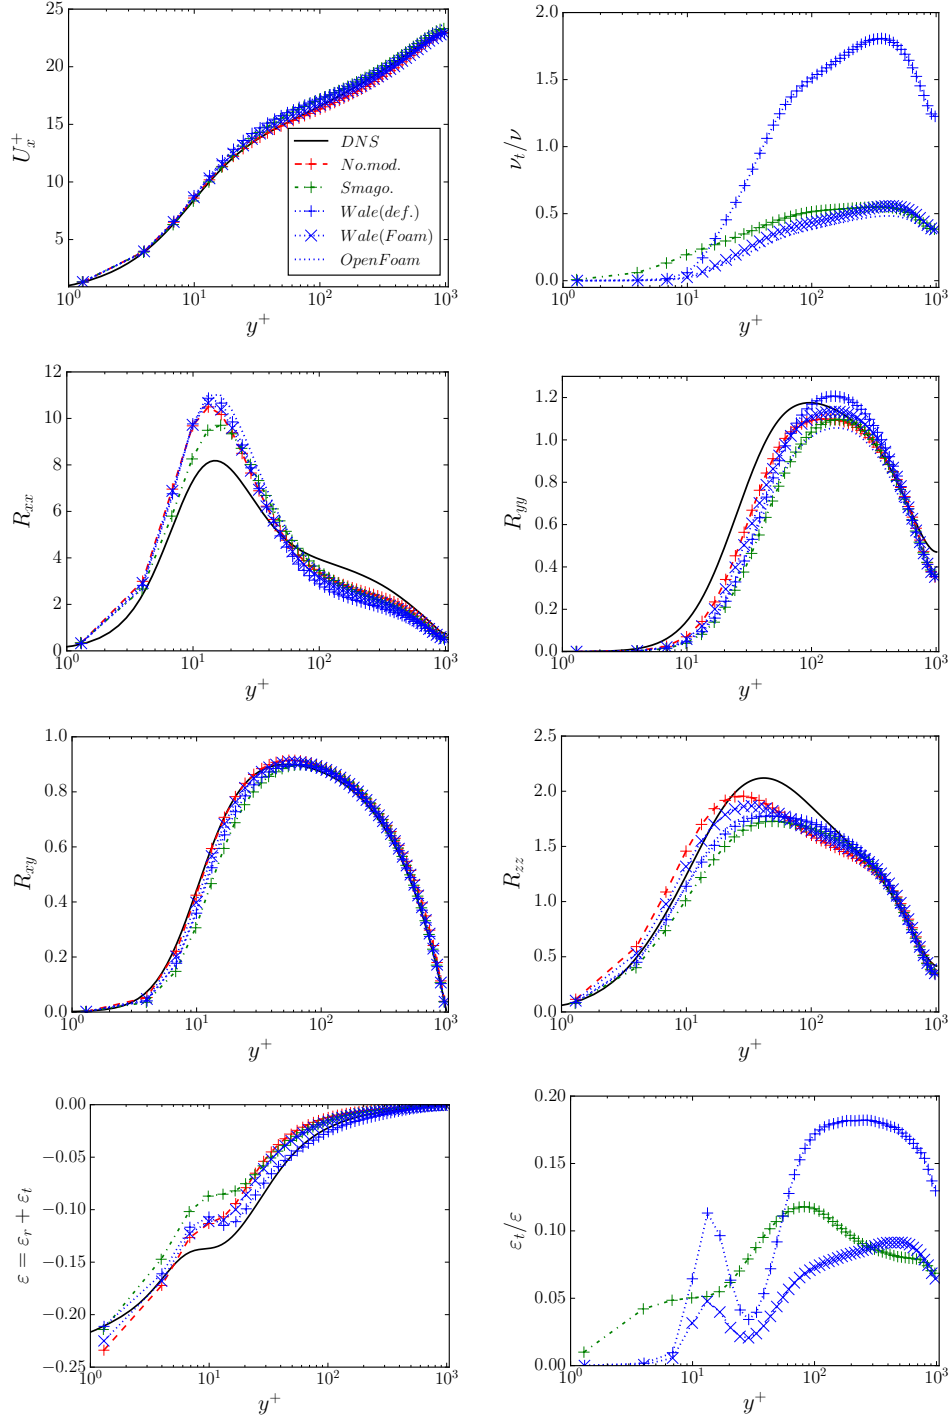 25
20
15
10
5
10^0 10^1 10^2 10^3
U_x^+
y^+
DNS
No.mod.
Smago.
Wale(def.)
Wale(Foam)
OpenFoam
2.0
1.5
1.0
0.5
0.0
10^0 10^1 10^2 10^3
ν_t/ν
y^+
12
10
8
6
4
2
0
10^0 10^1 10^2 10^3
R_xx
y^+
1.2
1.0
0.8
0.6
0.4
0.2
0.0
10^0 10^1 10^2 10^3
R_yy
y^+
1.0
0.8
0.6
0.4
0.2
0.0
10^0 10^1 10^2 10^3
R_xy
y^+
2.5
2.0
1.5
1.0
0.5
0.0
10^0 10^1 10^2 10^3
R_zz
y^+
0.00
−0.05
−0.10
−0.15
−0.20
−0.25
10^0 10^1 10^2 10^3
ε = ε_r + ε_t
y^+
0.20
0.15
0.10
0.05
0.00
10^0 10^1 10^2 10^3
ε_t/ε
y^+